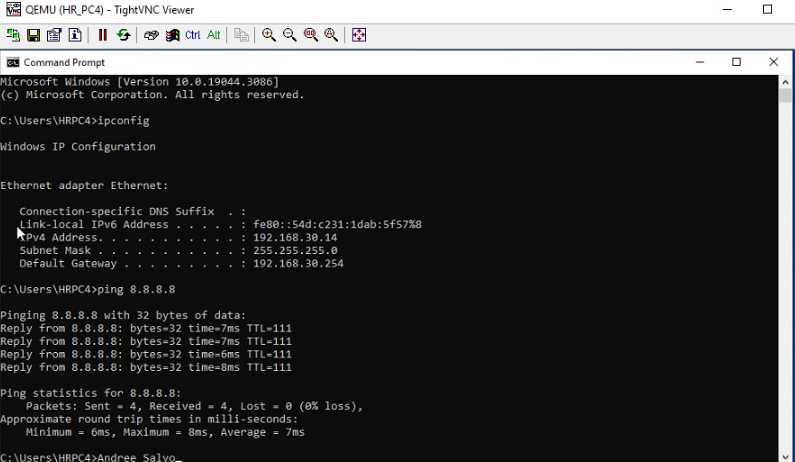 QEMU (HR_PC4) - TightVNC Viewer
Ctrl Alt
Command Prompt
Microsoft Windows [Version 10.0.19044.3086]
(c) Microsoft Corporation. All rights reserved.
C:\Users\HRPC4>ipconfig
Windows IP Configuration
Ethernet adapter Ethernet:
Connection-specific DNS Suffix  . :
Link-local IPv6 Address . . . . . : fe80::54d:c231:1dab:5f57%8
IPv4 Address. . . . . . . . . . . : 192.168.30.14
Subnet Mask . . . . . . . . . . . : 255.255.255.0
Default Gateway . . . . . . . . . : 192.168.30.254
C:\Users\HRPC4>ping 8.8.8.8
Pinging 8.8.8.8 with 32 bytes of data:
Reply from 8.8.8.8: bytes=32 time=7ms TTL=111
Reply from 8.8.8.8: bytes=32 time=7ms TTL=111
Reply from 8.8.8.8: bytes=32 time=6ms TTL=111
Reply from 8.8.8.8: bytes=32 time=8ms TTL=111
Ping statistics for 8.8.8.8:
Packets: Sent = 4, Received = 4, Lost = 0 (0% loss),
Approximate round trip times in milli-seconds:
Minimum = 6ms, Maximum = 8ms, Average = 7ms
C:\Users\HRPC4>Andree Salvo_